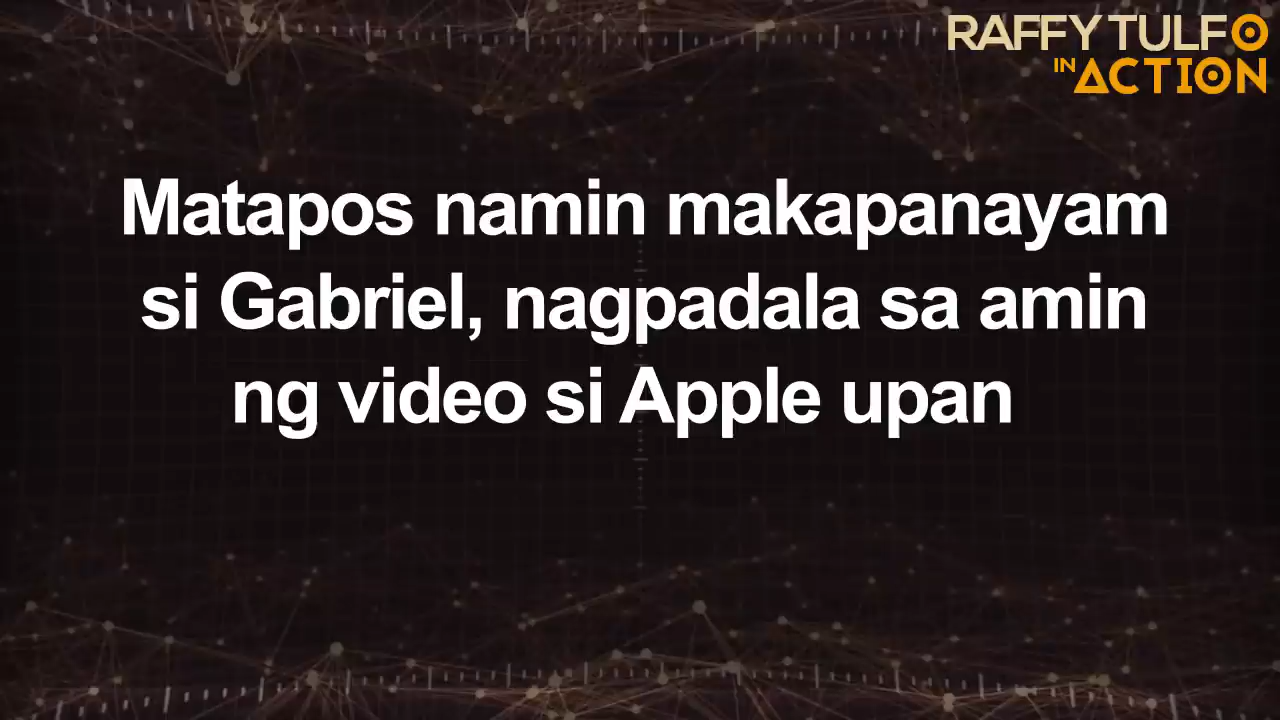 RAFFY TULFO
IN ACTION
Matapos namin makapanayam
si Gabriel, nagpadala sa amin
ng video si Apple upan